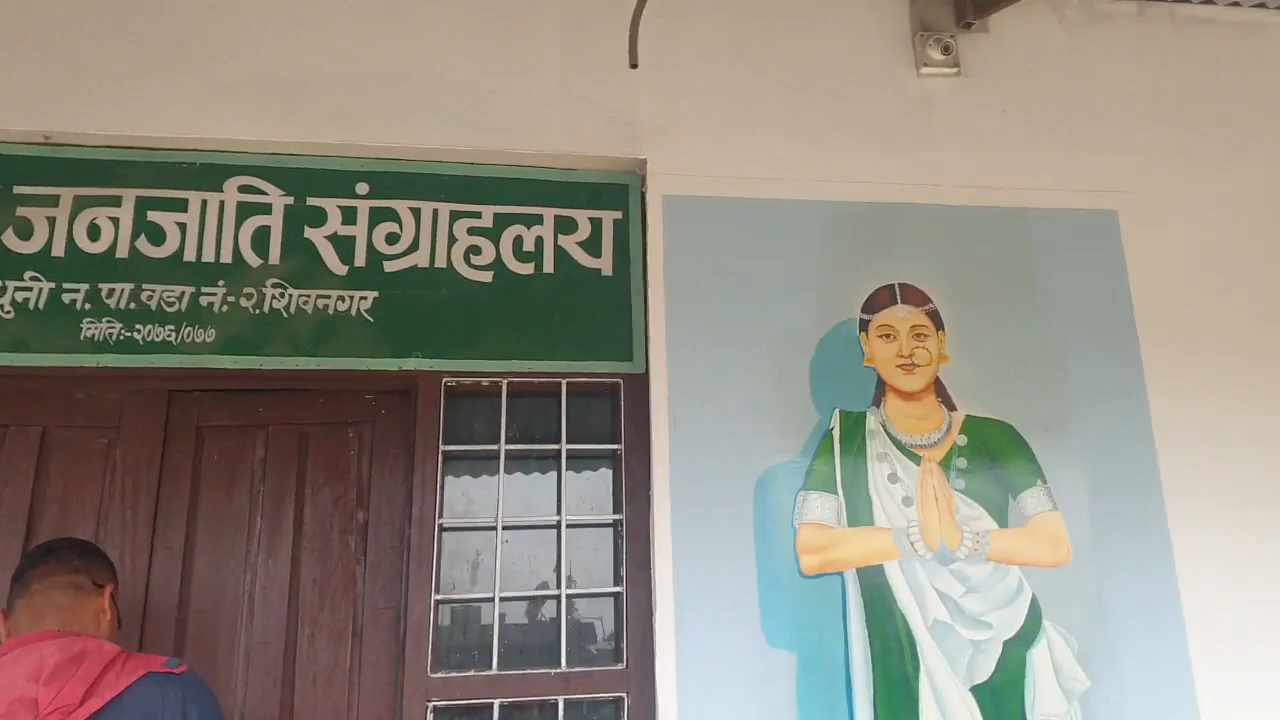 जनजाति संग्राहलय
धुनी न. पा. वडा नं:- २. शिवनगर
मिति:-२०७६/०७७